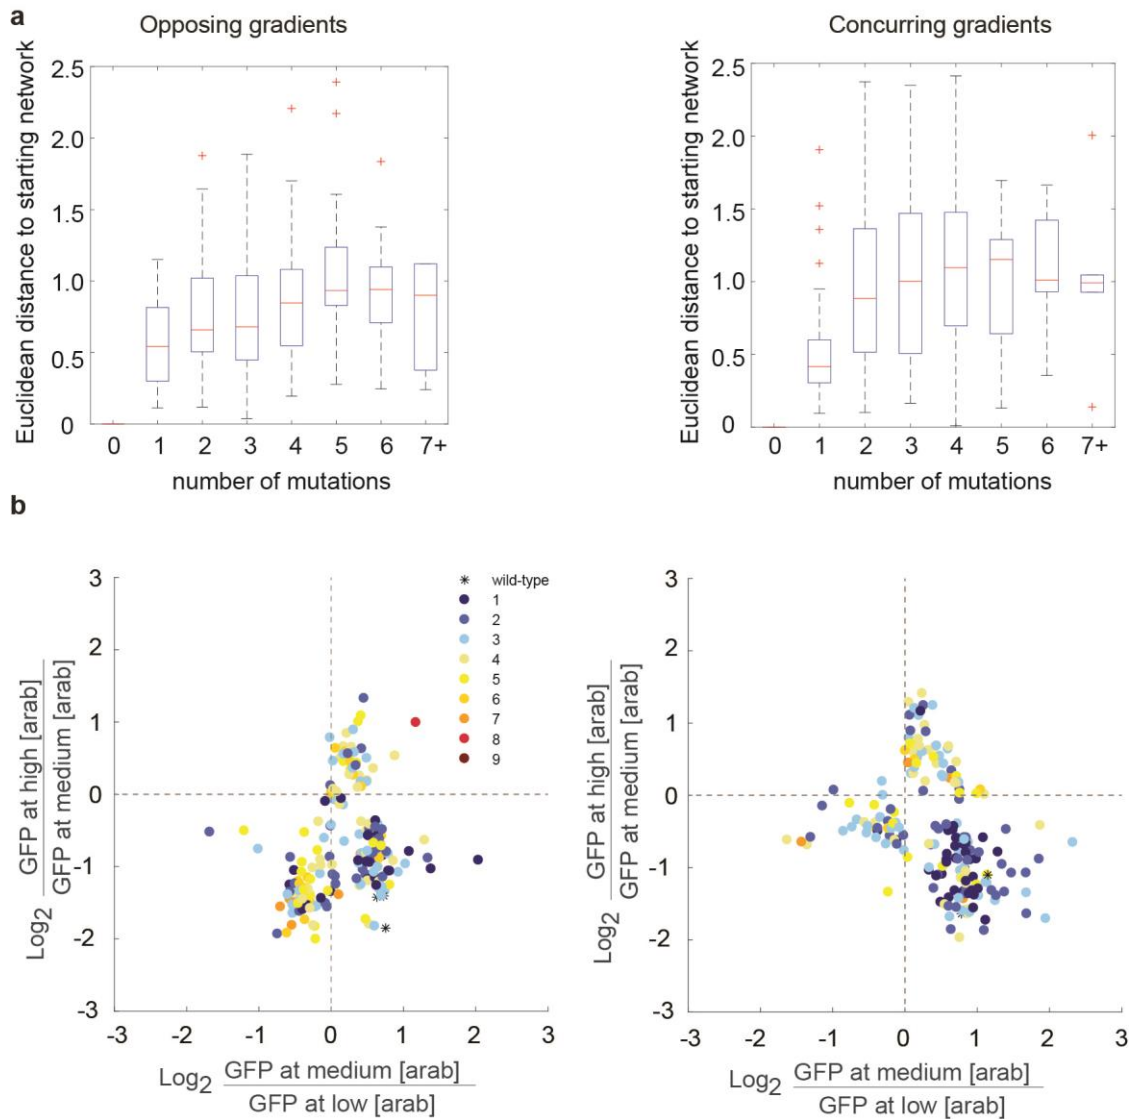 a
Opposing gradients
Concurring gradients
Euclidean distance to starting network
2.5
2.0
1.5
1.0
0.5
0
0 1 2 3 4 5 6 7+
number of mutations
Euclidean distance to starting network
2.5
2.0
1.5
1.0
0.5
0
0 1 2 3 4 5 6 7+
number of mutations
b
Log2 GFP at high [arab]
GFP at medium [arab]
3
2
1
0
-1
-2
-3
wild-type
1
2
3
4
5
6
7
8
9
-3 -2 -1 0 1 2 3
Log2 GFP at medium [arab]
GFP at low [arab]
Log2 GFP at high [arab]
GFP at medium [arab]
3
2
1
0
-1
-2
-3
-3 -2 -1 0 1 2 3
Log2 GFP at medium [arab]
GFP at low [arab]